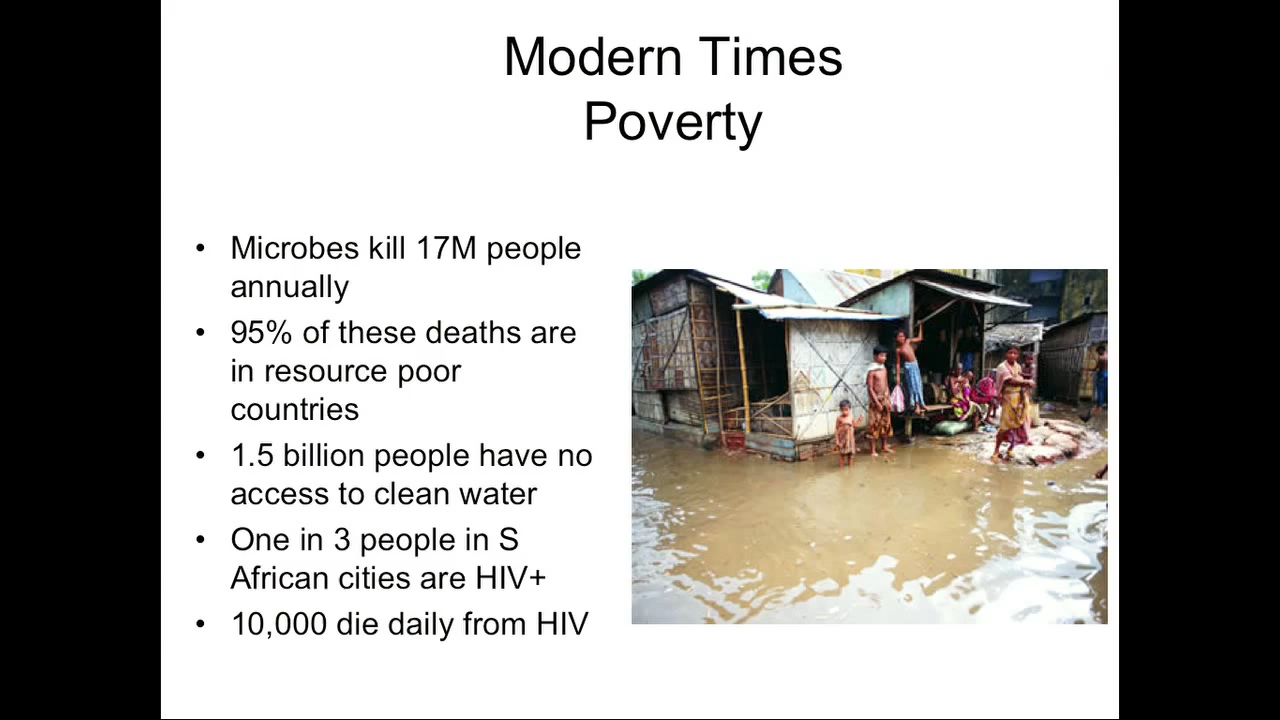 Modern Times
Poverty
• Microbes kill 17M people
annually
• 95% of these deaths are
in resource poor
countries
• 1.5 billion people have no
access to clean water
• One in 3 people in S
African cities are HIV+
• 10,000 die daily from HIV